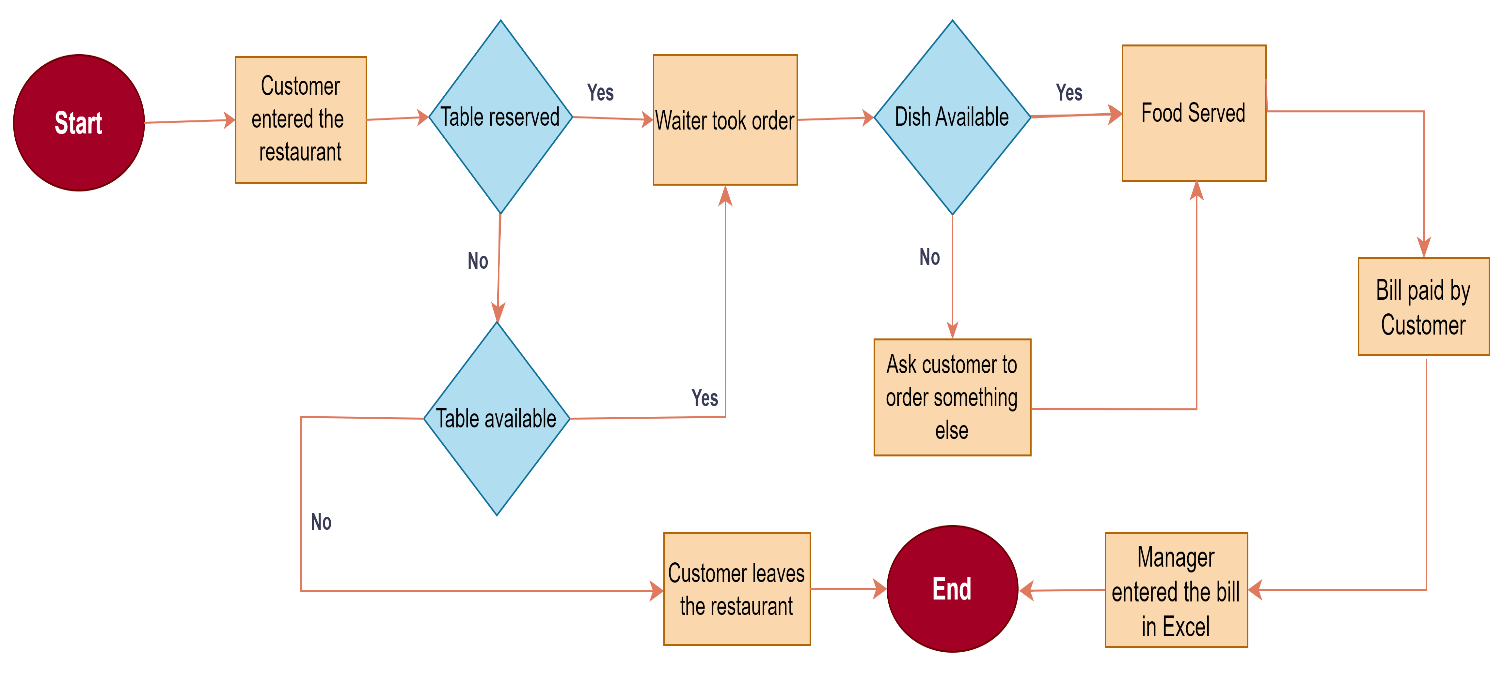 Start
Customer
entered the
restaurant
Table reserved
Yes
Waiter took order
Dish Available
Yes
Food Served
No
No
Bill paid by
Customer
Ask customer to
order something
else
Table available
Yes
No
Customer leaves
the restaurant
End
Manager
entered the bill
in Excel